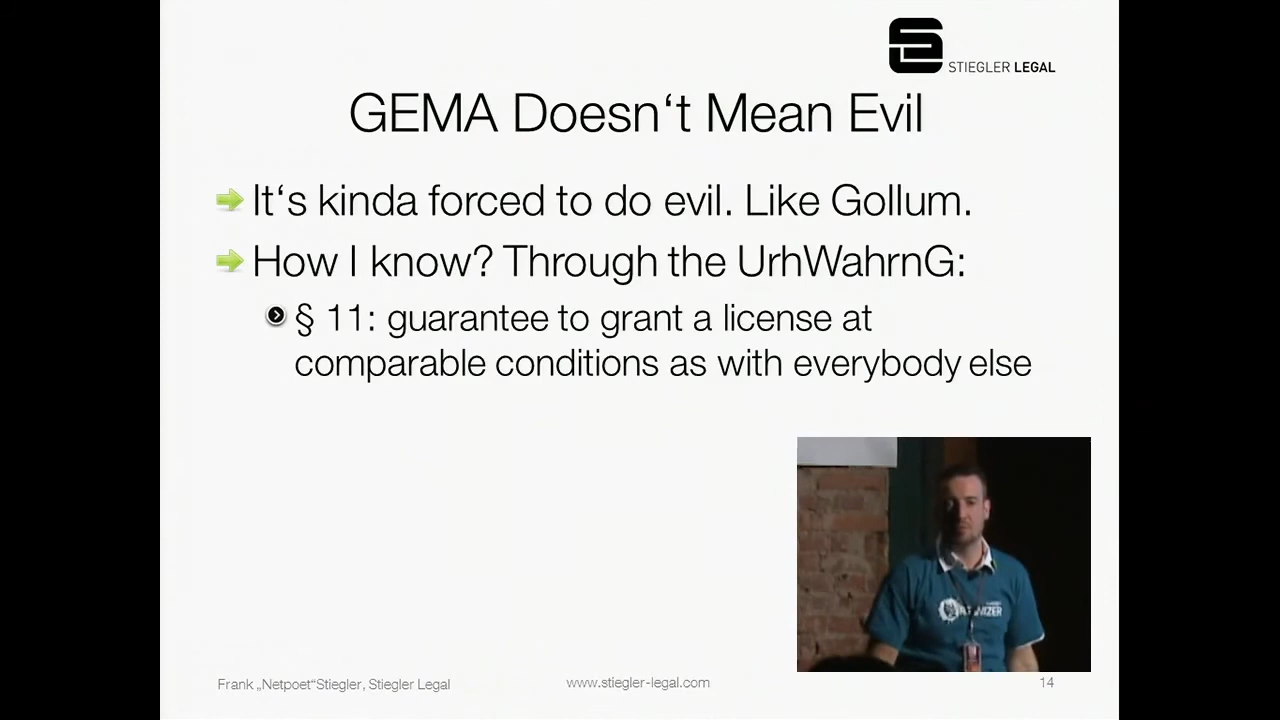 STIEGLER LEGAL
GEMA Doesn‘t Mean Evil
It‘s kinda forced to do evil. Like Gollum.
How I know? Through the UrhWahrnG:
§ 11: guarantee to grant a license at
comparable conditions as with everybody else
Frank „Netpoet“Stiegler, Stiegler Legal
www.stiegler-legal.com
14